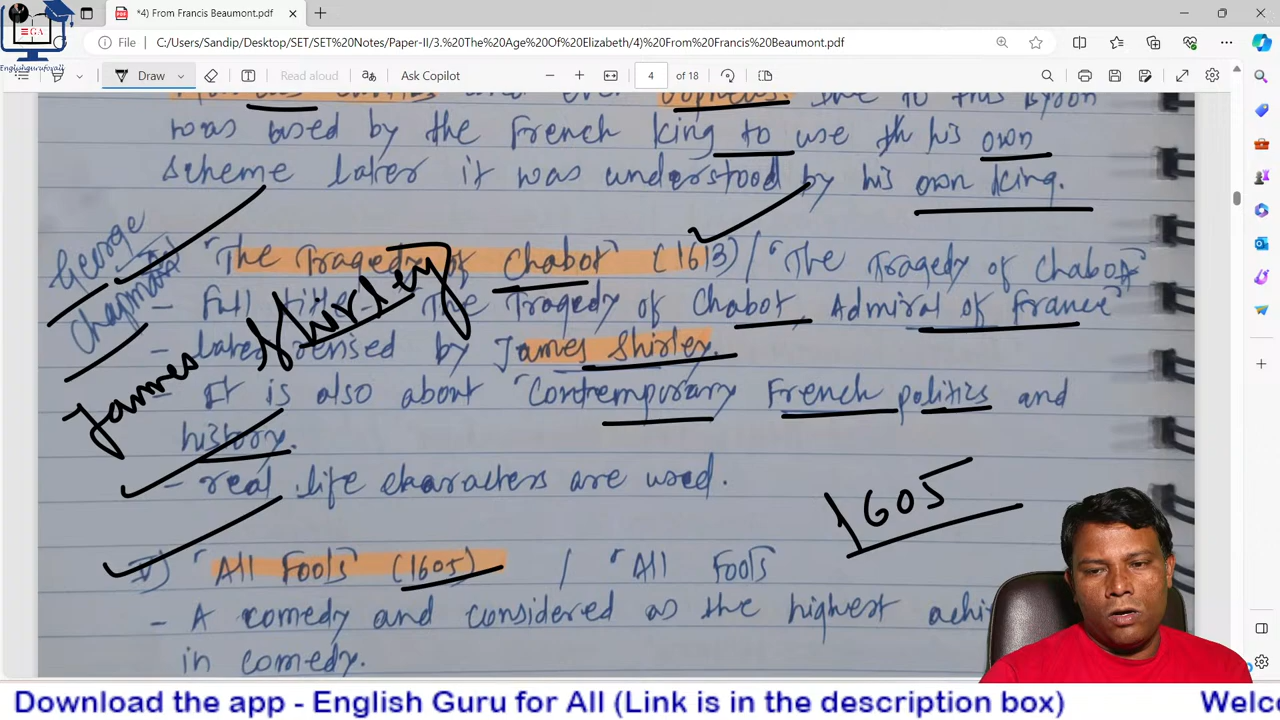 *4) From Francis Beaumont.pdf
EGA
Englishguruforall
File C:/Users/Sandip/Desktop/SET/SET%20Notes/Paper-II/3.%20The%20Age%20Of%20Elizabeth/4)%20From%20Francis%20Beaumont.pdf
Draw Read aloud Ask Copilot 4 of 18
was used by the French king to use th his own
scheme later it was understood by his own king.
George
Chapman
"The Tragedy of Chabot" (1613) / "The Tragedy of Chabot"
- Full title "The Tragedy of Chabot, Admiral of France"
James Shirley
- later revised by James Shirley.
- It is also about "Contemporary French politics and
history.
- real life characters are used.
1605
V) "All Fools" (1605) / "All Fools"
- A comedy and considered as the highest
in comedy.
Download the app - English Guru for All (Link is in the description box) Welc